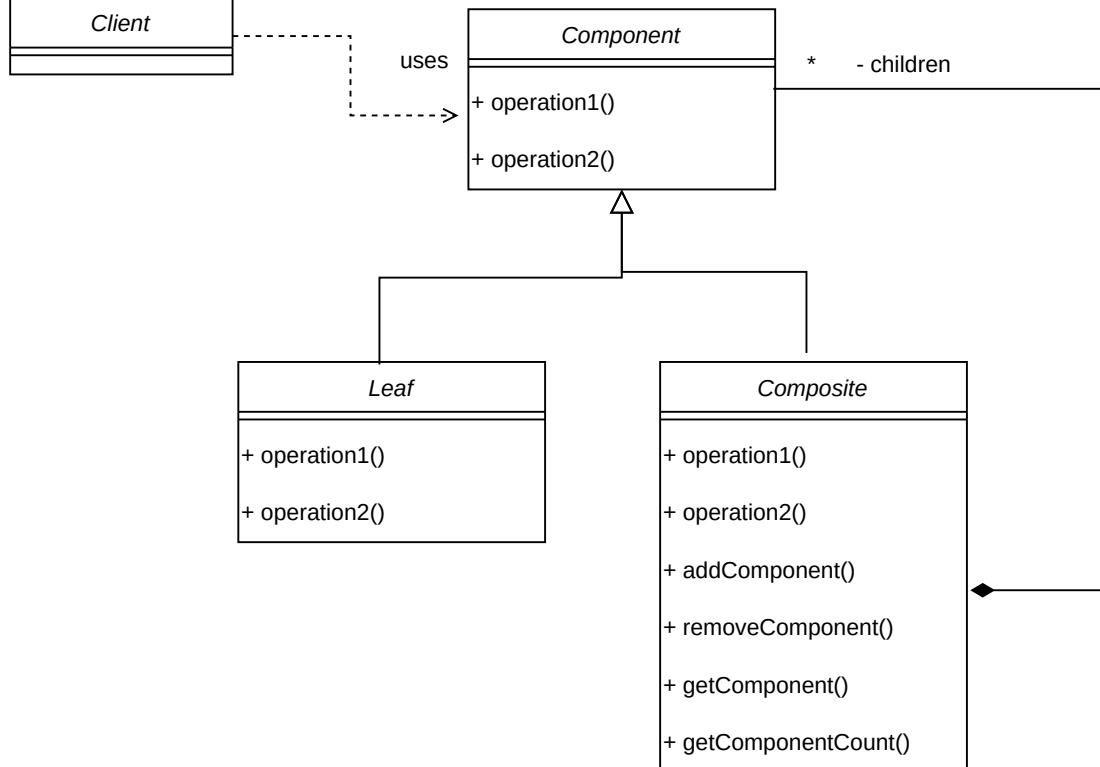 Client
Component
uses
* - children
+ operation1()
+ operation2()
Leaf
+ operation1()
+ operation2()
Composite
+ operation1()
+ operation2()
+ addComponent()
+ removeComponent()
+ getComponent()
+ getComponentCount()